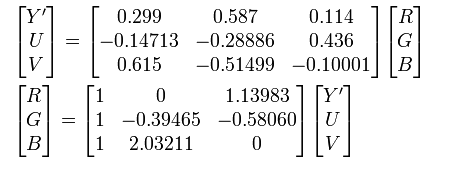 [Y′ U V] = [0.299 0.587 0.114; −0.14713 −0.28886 0.436; 0.615 −0.51499 −0.10001] [R G B]
[R G B] = [1 0 1.13983; 1 −0.39465 −0.58060; 1 2.03211 0] [Y′ U V]